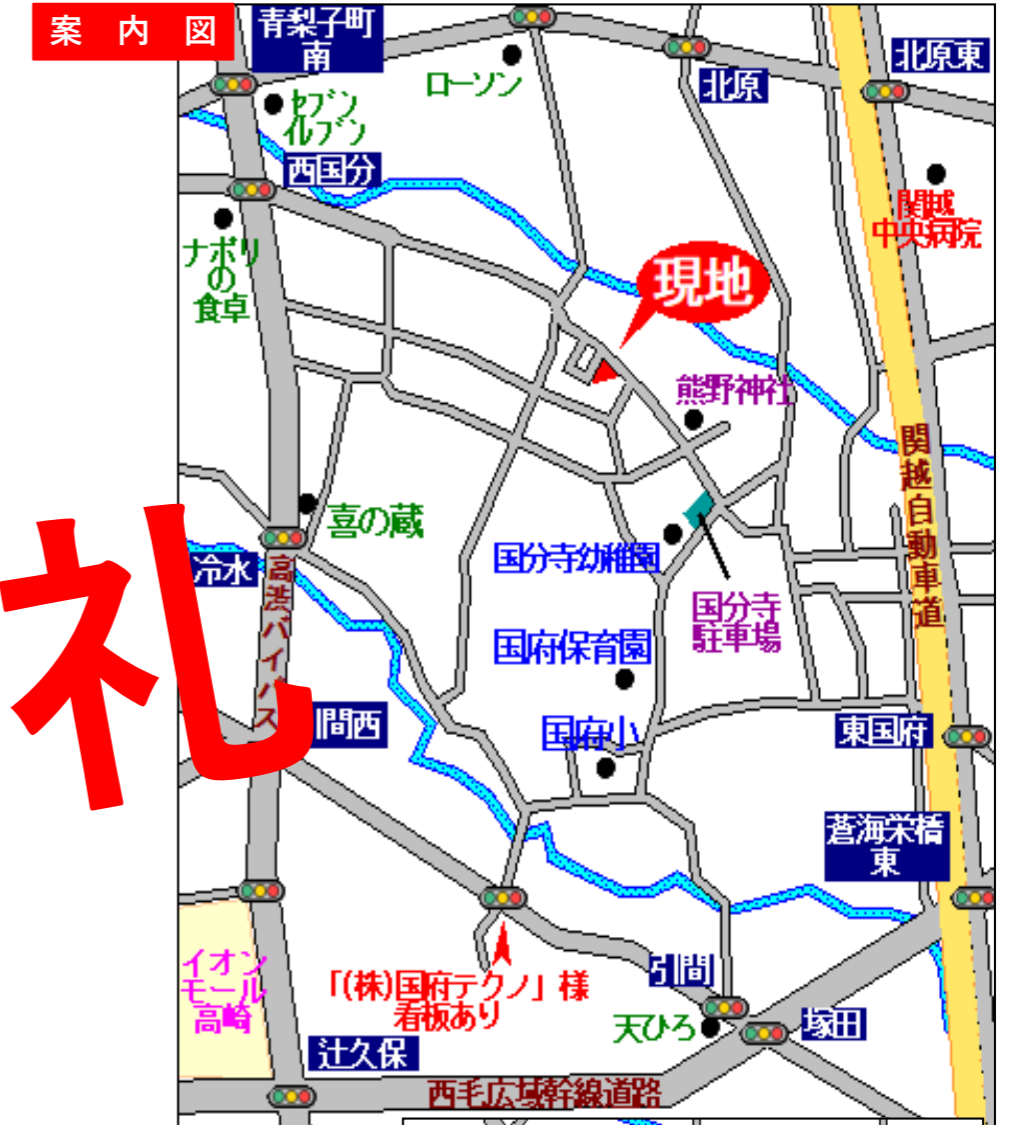 案内図
青梨子町
南
ローソン
セブン
イレブン
北原
北原東
西国分
関越
中央病院
ナポリ
の
食卓
現地
熊野神社
関越自動車道
喜の蔵
国分寺幼稚園
冷水
高渋バイパス
国分寺
駐車場
国府保育園
札
間西
国府小
東国府
蒼海栄橋
東
イオン
モール
高崎
「(株)国府テクノ」様
看板あり
引間
天ひろ
塚田
辻久保
西毛広域幹線道路